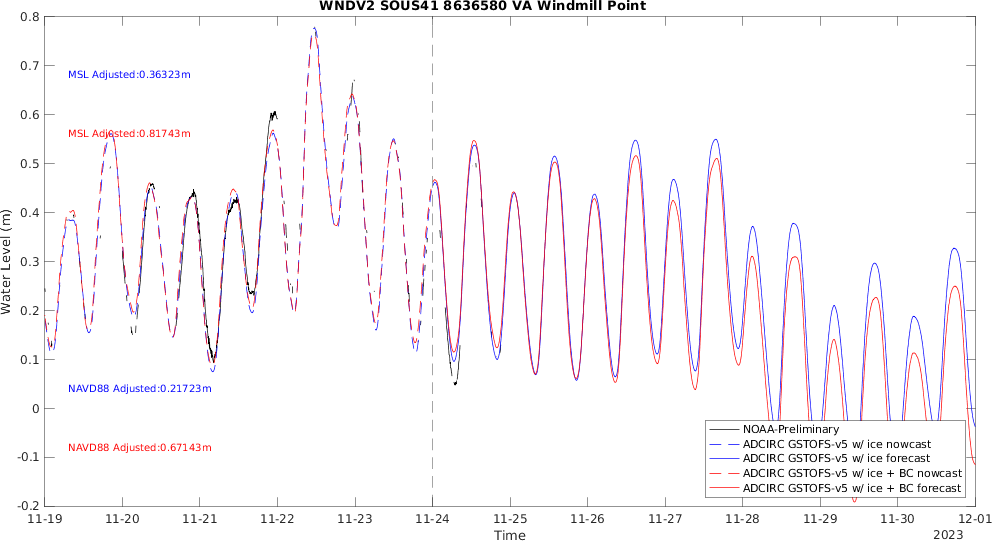 WNDV2 SOUS41 8636580 VA Windmill Point
0.8
0.7
0.6
0.5
0.4
0.3
0.2
0.1
0
-0.1
-0.2
Water Level (m)
MSL Adjusted:0.36323m
MSL Adjusted:0.81743m
NAVD88 Adjusted:0.21723m
NAVD88 Adjusted:0.67143m
NOAA-Preliminary
ADCIRC GSTOFS-v5 w/ ice nowcast
ADCIRC GSTOFS-v5 w/ ice forecast
ADCIRC GSTOFS-v5 w/ ice + BC nowcast
ADCIRC GSTOFS-v5 w/ ice + BC forecast
11-19 11-20 11-21 11-22 11-23 11-24 11-25 11-26 11-27 11-28 11-29 11-30 12-01
Time
2023